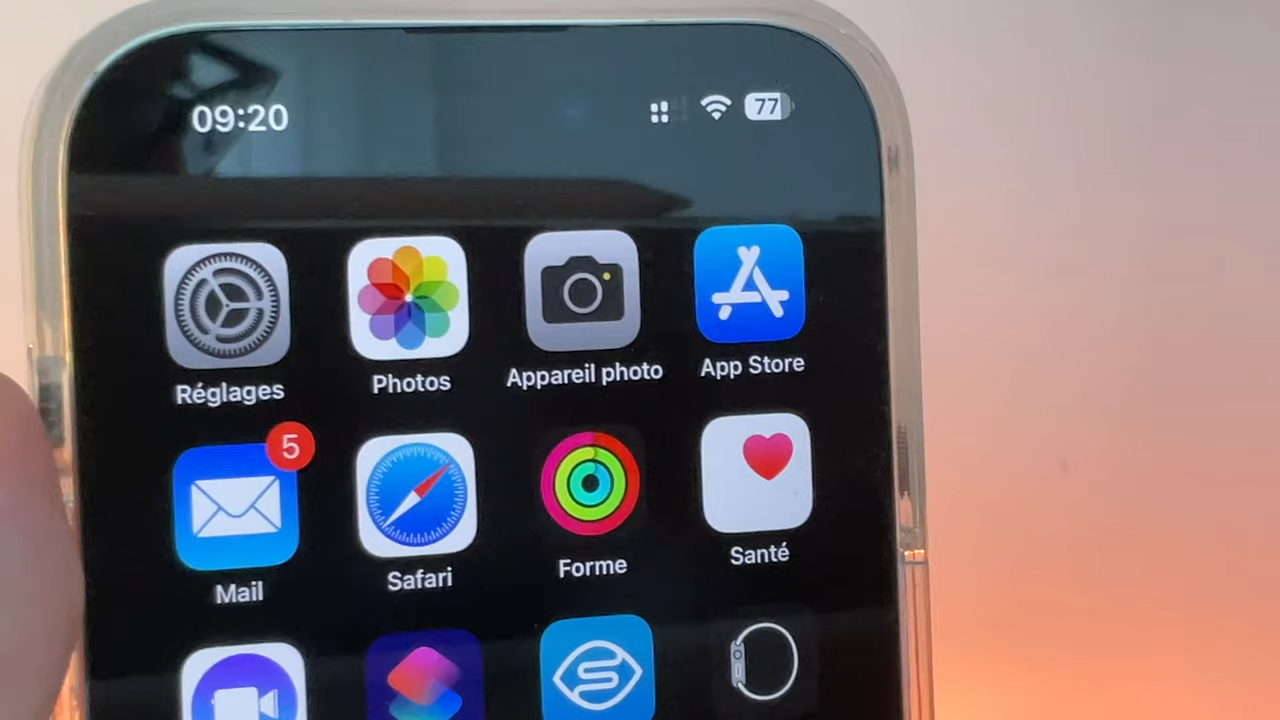 09:20
77
Réglages
Photos
Appareil photo
App Store
5
Mail
Safari
Forme
Santé